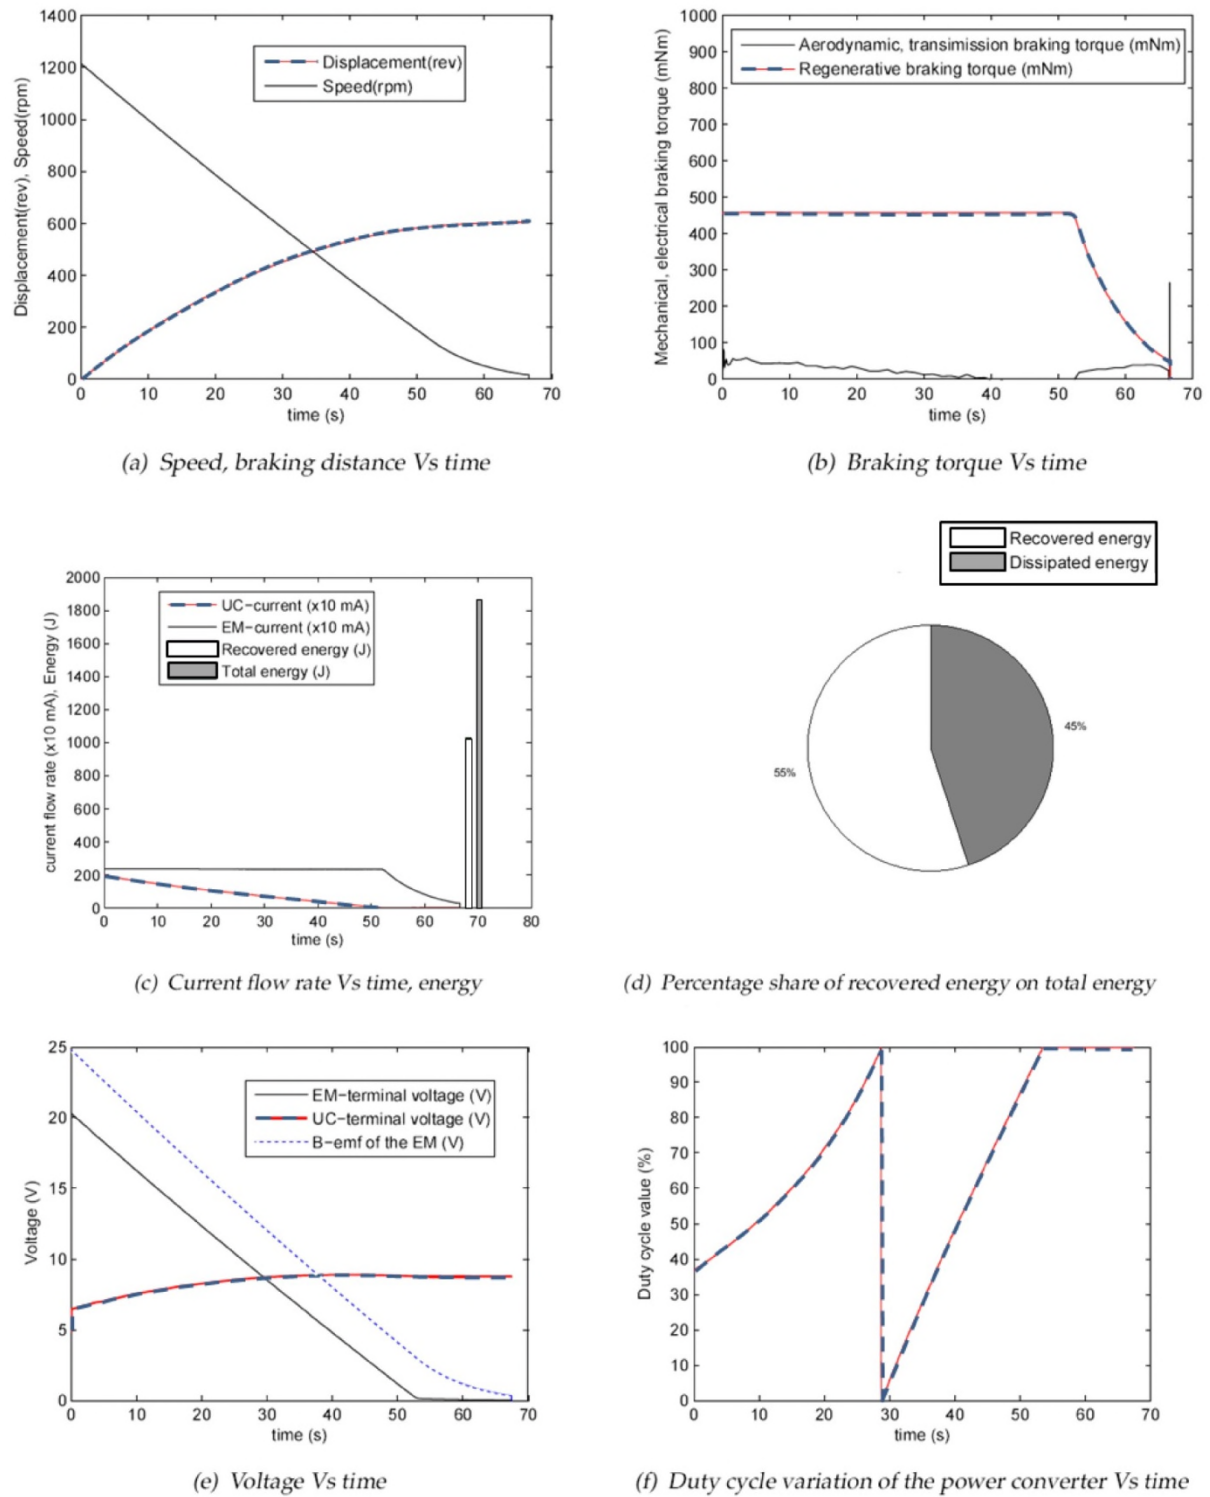 1400
1200
1000
800
600
400
200
0
0 10 20 30 40 50 60 70
Displacement(rev), Speed(rpm)
time (s)
Displacement(rev)
Speed(rpm)
(a) Speed, braking distance Vs time
1000
900
800
700
600
500
400
300
200
100
0
0 10 20 30 40 50 60 70
Mechanical, electrical braking torque (mNm)
time (s)
Aerodynamic, transimission braking torque (mNm)
Regenerative braking torque (mNm)
(b) Braking torque Vs time
2000
1800
1600
1400
1200
1000
800
600
400
200
0
0 10 20 30 40 50 60 70 80
current flow rate (x10 mA), Energy (J)
time (s)
UC-current (x10 mA)
EM-current (x10 mA)
Recovered energy (J)
Total energy (J)
(c) Current flow rate Vs time, energy
Recovered energy
Dissipated energy
45%
55%
(d) Percentage share of recovered energy on total energy
25
20
15
10
5
0
0 10 20 30 40 50 60 70
Voltage (V)
time (s)
EM-terminal voltage (V)
UC-terminal voltage (V)
B-emf of the EM (V)
(e) Voltage Vs time
100
90
80
70
60
50
40
30
20
10
0
0 10 20 30 40 50 60 70
Duty cycle value (%)
time (s)
(f) Duty cycle variation of the power converter Vs time